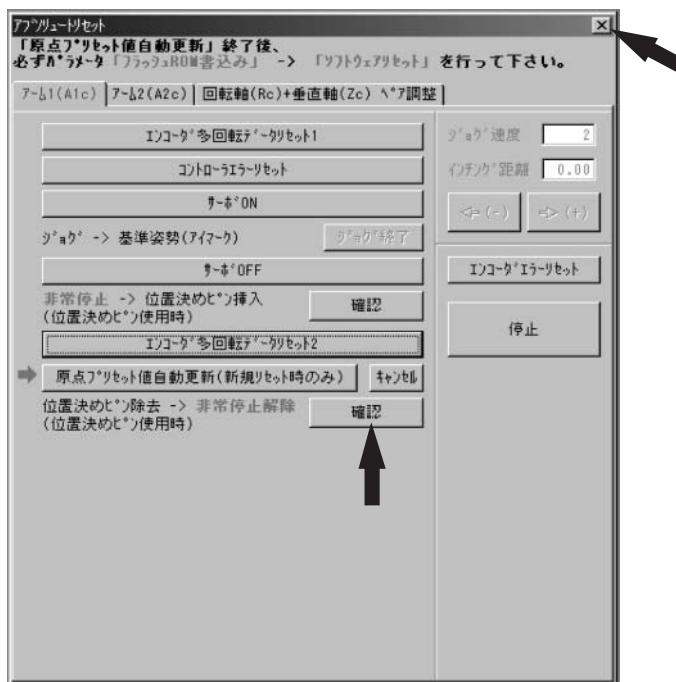 アブソリュートリセット
「原点プリセット値自動更新」終了後、
必ずパラメータ「フラッシュROM書込み」 -> 「ソフトウェアリセット」を行って下さい。
アーム1(A1c) アーム2(A2c) 回転軸(Rc)+垂直軸(Zc) ペア調整
エンコーダ多回転データリセット1
コントローラエラーリセット
サーボON
ジョグ -> 基準姿勢(アイマーク) ジョグ終了
サーボOFF
非常停止 -> 位置決めピン挿入
(位置決めピン使用時) 確認
エンコーダ多回転データリセット2
原点プリセット値自動更新(新規リセット時のみ) キャンセル
位置決めピン除去 -> 非常停止解除
(位置決めピン使用時) 確認
ジョグ速度 2
インチング距離 0.00
(-) (+)
エンコーダエラーリセット
停止